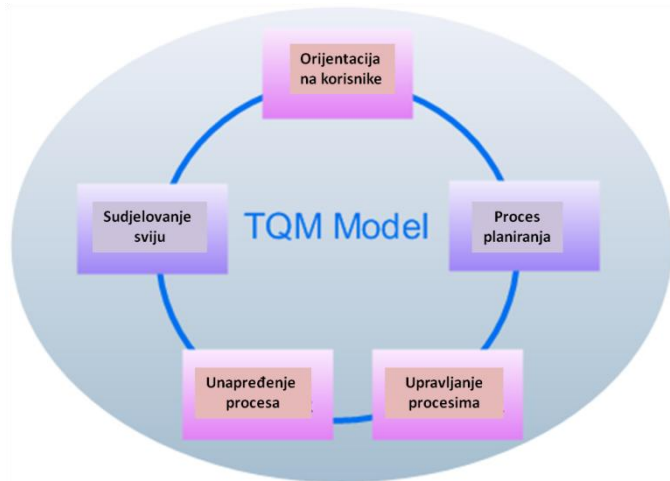 Orijentacija
na korisnike
Sudjelovanje
sviju
TQM Model
Proces
planiranja
Unapređenje
procesa
Upravljanje
procesima